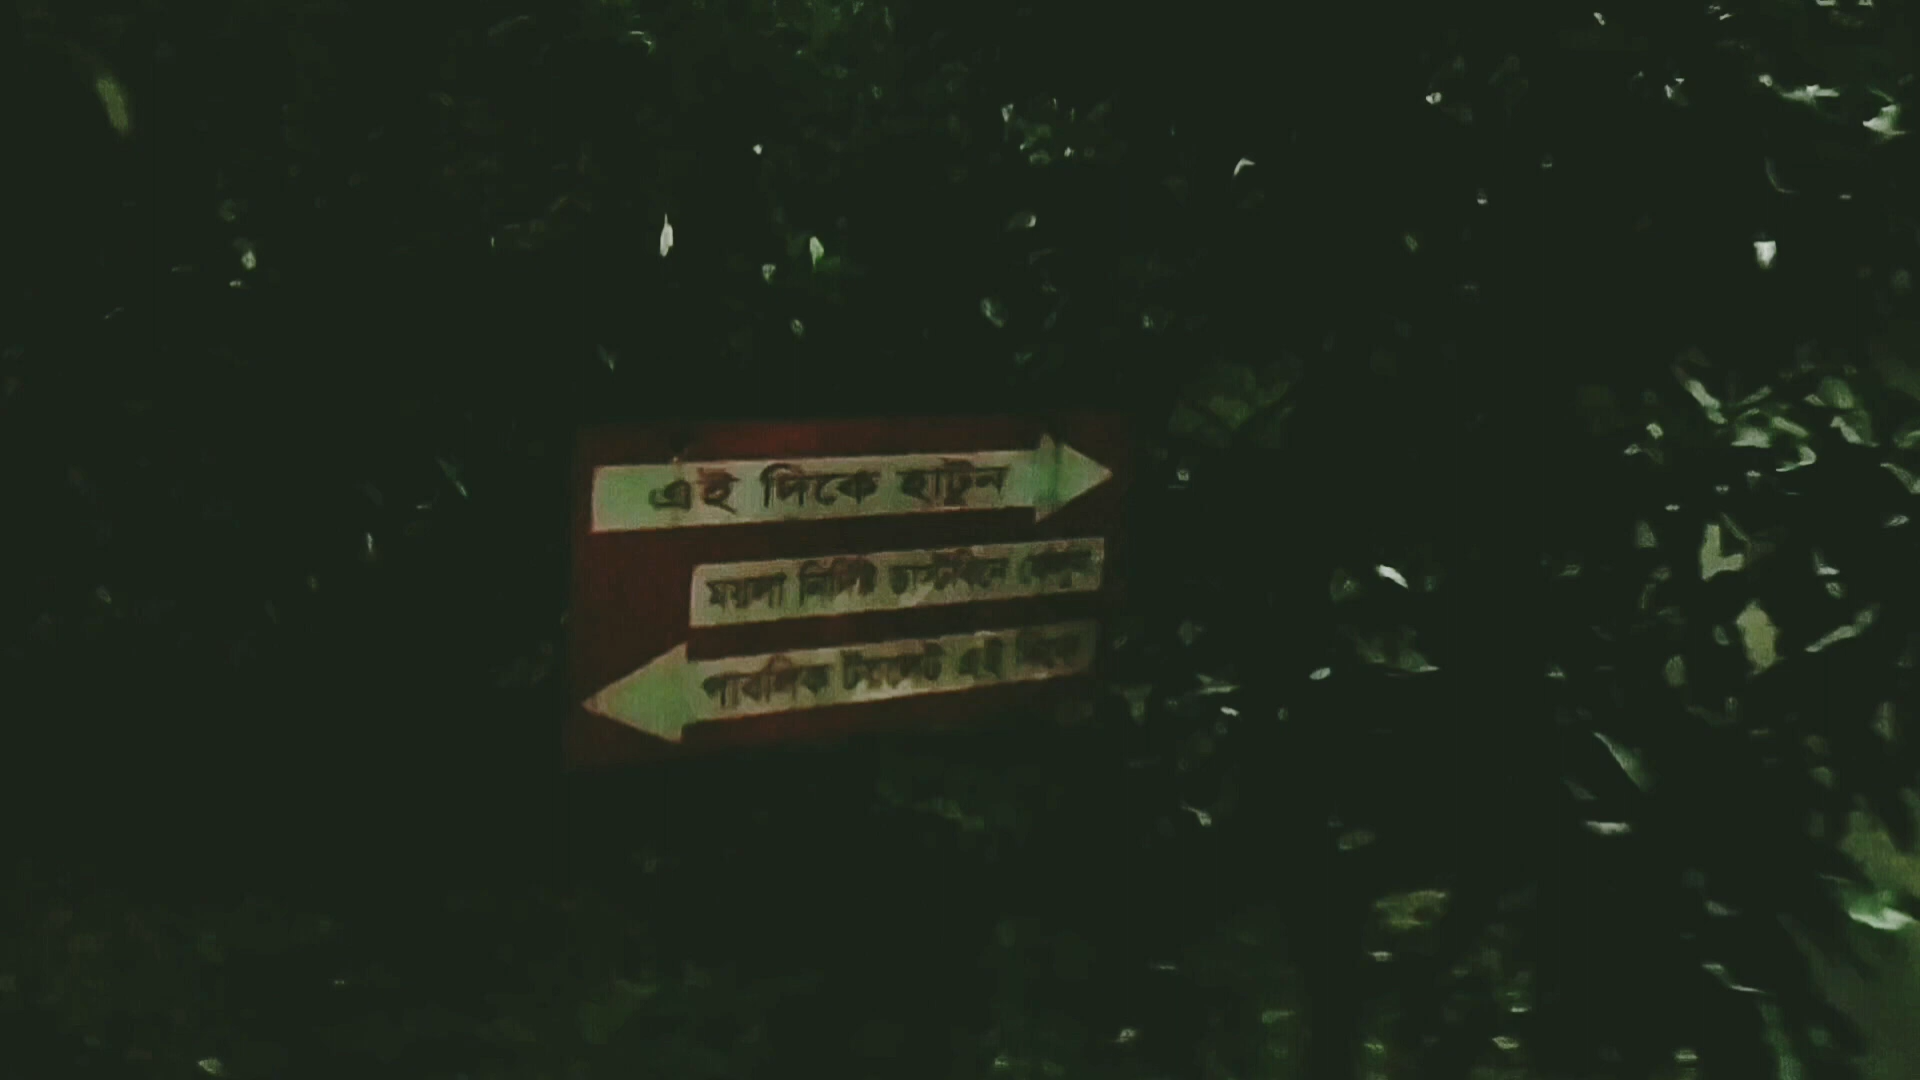 এই দিকে হাটুন
ময়লা নির্দিষ্ট ডাস্টবিনে ফেলুন
পাবলিক টয়লেট এই দিকে